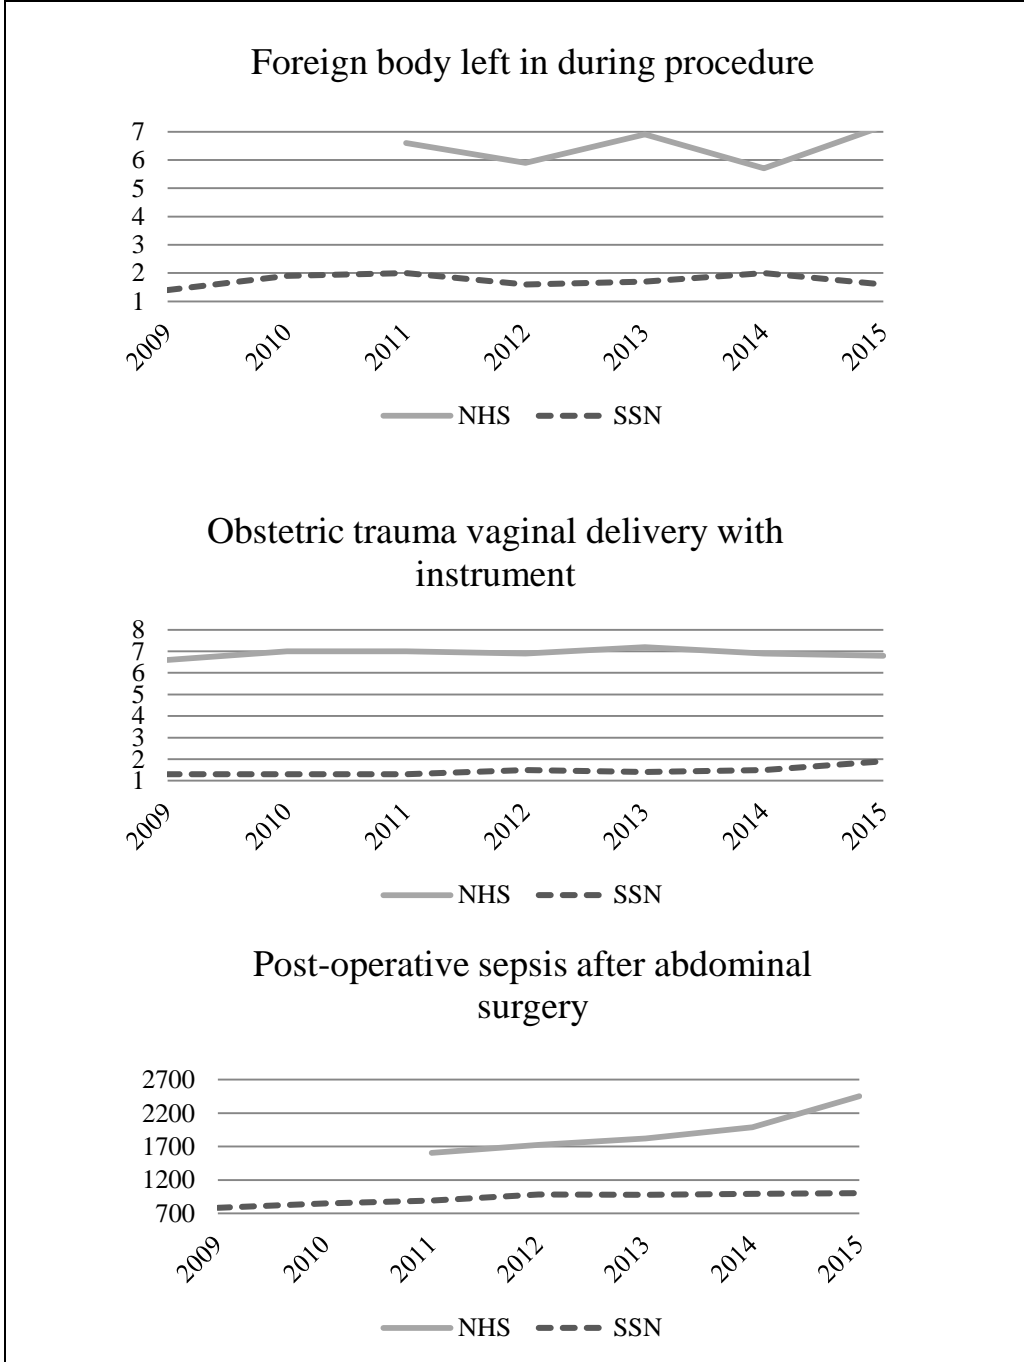 Foreign body left in during procedure
7
6
5
4
3
2
1
2009 2010 2011 2012 2013 2014 2015
NHS SSN
Obstetric trauma vaginal delivery with
instrument
8
7
6
5
4
3
2
1
2009 2010 2011 2012 2013 2014 2015
NHS SSN
Post-operative sepsis after abdominal
surgery
2700
2200
1700
1200
700
2009 2010 2011 2012 2013 2014 2015
NHS SSN